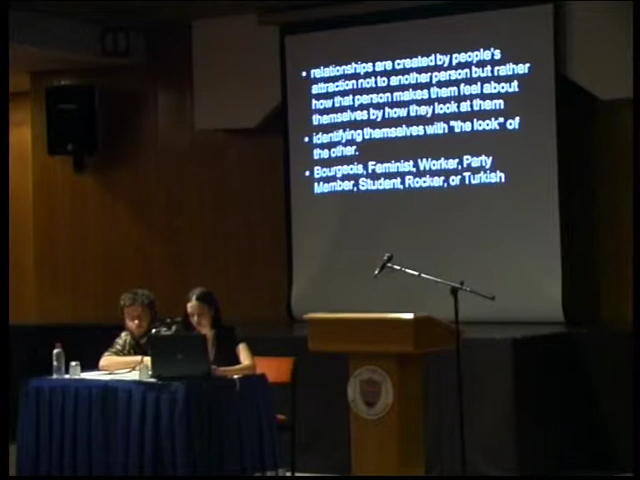 • relationships are created by people's
attraction not to another person but rather
how that person makes them feel about
themselves by how they look at them
• identifying themselves with "the look" of
the other.
• Bourgeois, Feminist, Worker, Party
Member, Student, Rocker, or Turkish